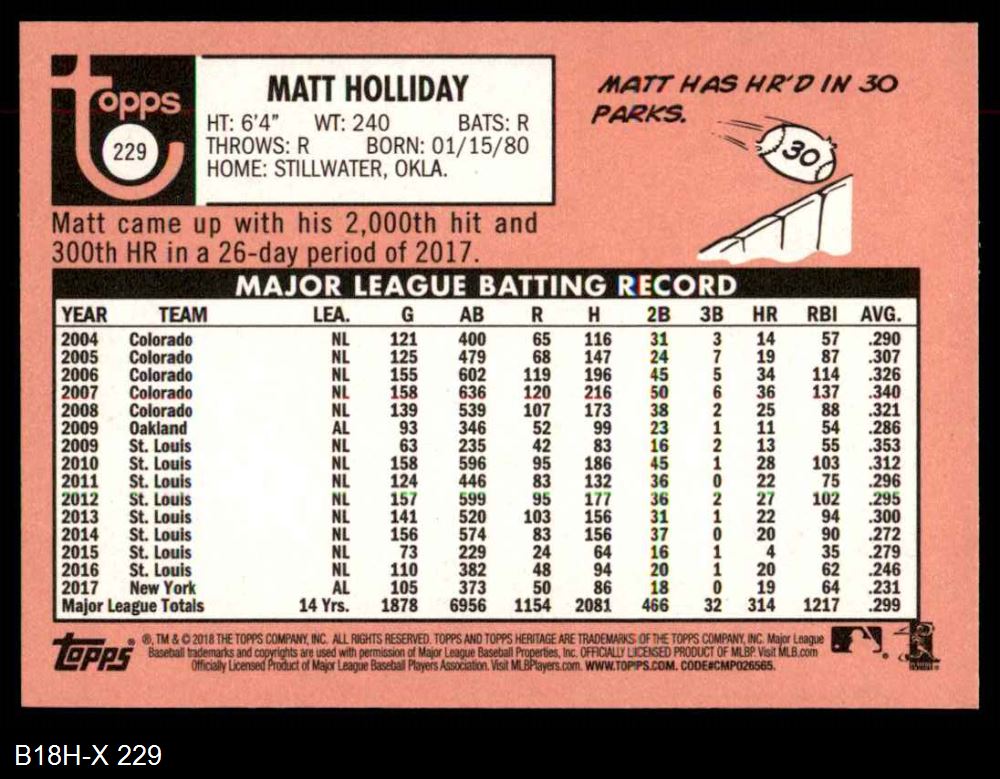 topps
229
MATT HOLLIDAY
HT: 6'4" WT: 240 BATS: R
THROWS: R BORN: 01/15/80
HOME: STILLWATER, OKLA.
MATT HAS HR'D IN 30
PARKS.
30
Matt came up with his 2,000th hit and
300th HR in a 26-day period of 2017.
MAJOR LEAGUE BATTING RECORD
YEAR TEAM LEA. G AB R H 2B 3B HR RBI AVG.
2004 Colorado NL 121 400 65 116 31 3 14 57 .290
2005 Colorado NL 125 479 68 147 24 7 19 87 .307
2006 Colorado NL 155 602 119 196 45 5 34 114 .326
2007 Colorado NL 158 636 120 216 50 6 36 137 .340
2008 Colorado NL 139 539 107 173 38 2 25 88 .321
2009 Oakland AL 93 346 52 99 23 1 11 54 .286
2009 St. Louis NL 63 235 42 83 16 2 13 55 .353
2010 St. Louis NL 158 596 95 186 45 1 28 103 .312
2011 St. Louis NL 124 446 83 132 36 0 22 75 .296
2012 St. Louis NL 157 599 95 177 36 2 27 102 .295
2013 St. Louis NL 141 520 103 156 31 1 22 94 .300
2014 St. Louis NL 156 574 83 156 37 0 20 90 .272
2015 St. Louis NL 73 229 24 64 16 1 4 35 .279
2016 St. Louis NL 110 382 48 94 20 1 20 62 .246
2017 New York AL 105 373 50 86 18 0 19 64 .231
Major League Totals 14 Yrs. 1878 6956 1154 2081 466 32 314 1217 .299
topps
®, TM & © 2018 THE TOPPS COMPANY, INC. ALL RIGHTS RESERVED. TOPPS AND TOPPS HERITAGE ARE TRADEMARKS OF THE TOPPS COMPANY, INC. Major League
Baseball trademarks and copyrights are used with permission of Major League Baseball Properties, Inc. OFFICIALLY LICENSED PRODUCT OF MLBP. Visit MLB.com
Officially Licensed Product of Major League Baseball Players Association. Visit MLBPlayers.com. WWW.TOPPS.COM. CODE#CMP026565.
B18H-X 229